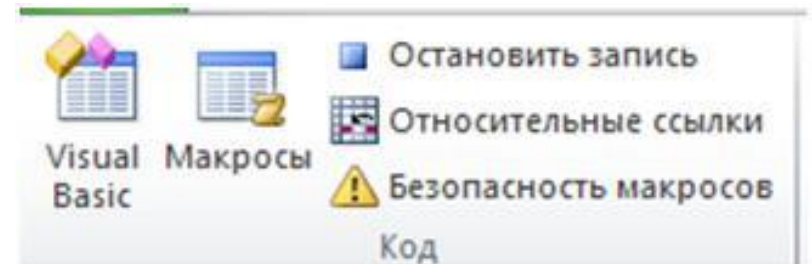 Visual
Basic
Макросы
Остановить запись
Относительные ссылки
Безопасность макросов
Код